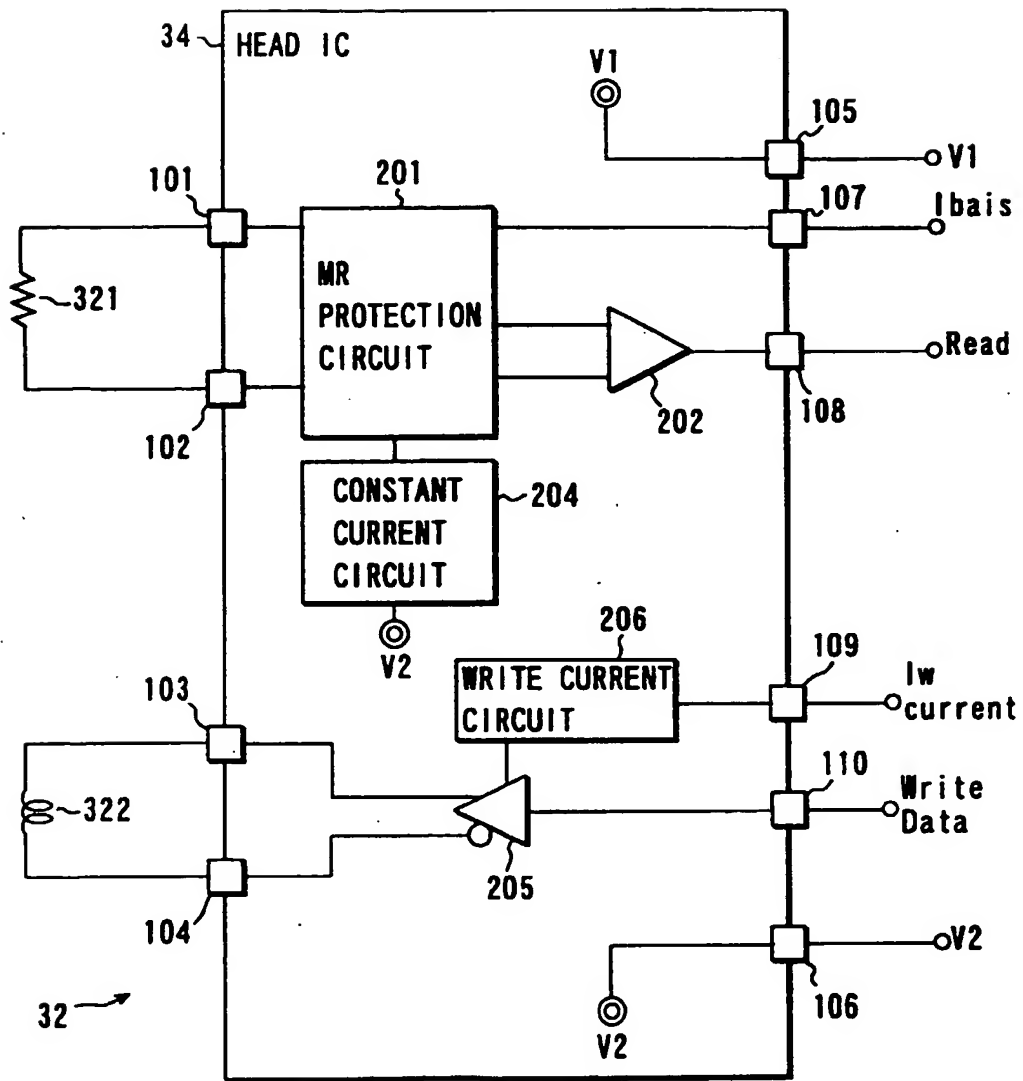 34
HEAD IC
V1
105
V1
101
201
107
Ibais
MR
PROTECTION
CIRCUIT
321
Read
102
202
108
CONSTANT
CURRENT
CIRCUIT
204
V2
206
109
Iw
current
WRITE CURRENT
CIRCUIT
103
110
Write
Data
322
205
104
V2
106
32
V2